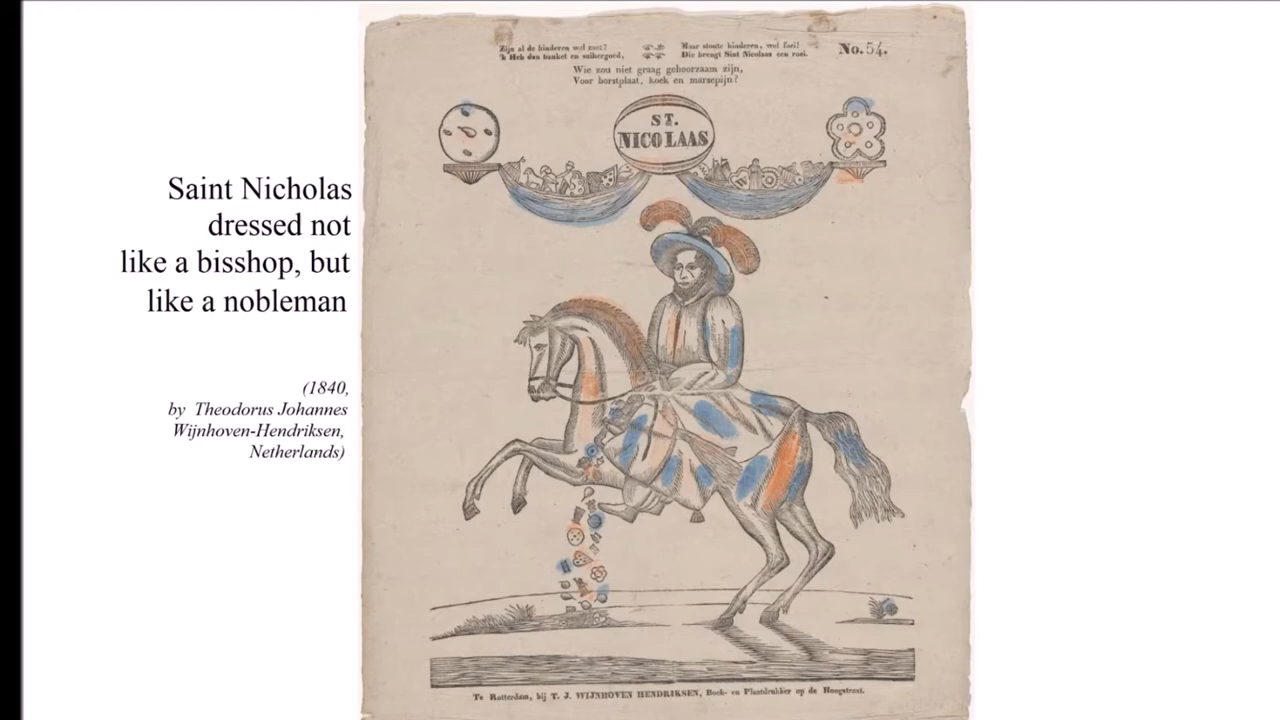 Saint Nicholas
dressed not
like a bisshop, but
like a nobleman
(1840,
by Theodorus Johannes
Wijnhoven-Hendriksen,
Netherlands)
Zijn al de kinderen wel zoet?
'k Heb dan banket en suikergoed,
Maar stoute kinderen, wel foei!
Die brengt Sint Nicolaas een roei.
No. 54.
Wie zou niet graag gehoorzaam zijn,
Voor borstplaat, koek en marsepijn?
ST.
NICOLAAS
Te Rotterdam, bij T. J. WIJNHOVEN HENDRIKSEN, Boek- en Plaatdrukker op de Hoogstraat.